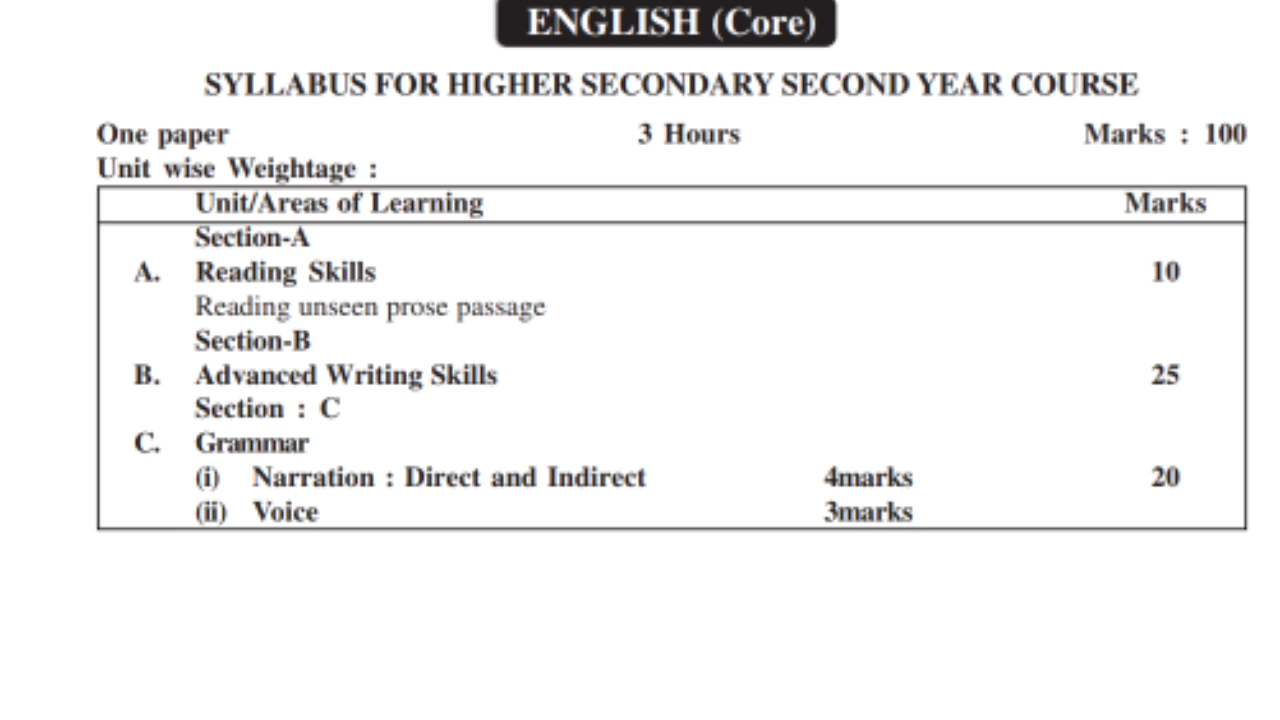 ENGLISH (Core)
SYLLABUS FOR HIGHER SECONDARY SECOND YEAR COURSE
One paper 3 Hours Marks : 100
Unit wise Weightage :
Unit/Areas of Learning Marks
Section-A
A. Reading Skills 10
Reading unseen prose passage
Section-B
B. Advanced Writing Skills 25
Section : C
C. Grammar
(i) Narration : Direct and Indirect 4marks 20
(ii) Voice 3marks